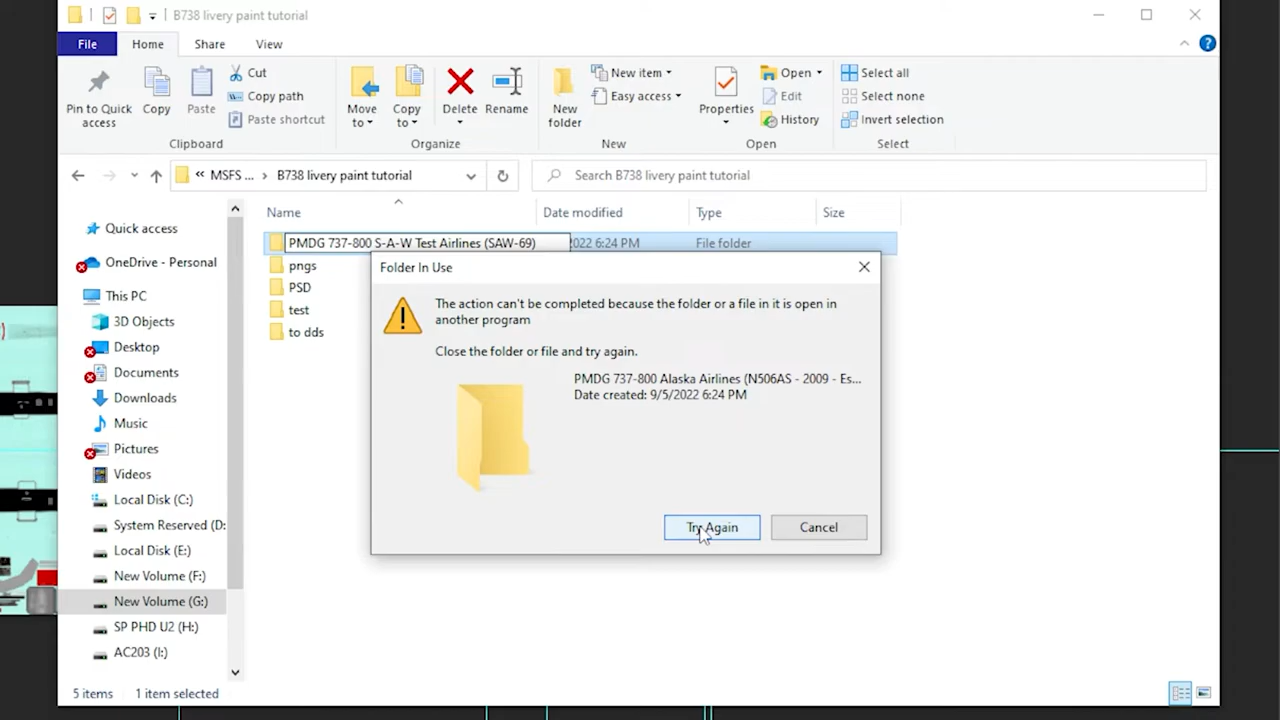 B738 livery paint tutorial
File Home Share View
Pin to Quick access
Copy
Paste
Cut
Copy path
Paste shortcut
Clipboard
Move to
Copy to
Delete
Rename
Organize
New folder
New item
Easy access
New
Properties
Open
Edit
History
Open
Select all
Select none
Invert selection
Select
« MSFS ... › B738 livery paint tutorial
Search B738 livery paint tutorial
Name Date modified Type Size
Quick access
OneDrive - Personal
This PC
3D Objects
Desktop
Documents
Downloads
Music
Pictures
Videos
Local Disk (C:)
System Reserved (D:
Local Disk (E:)
New Volume (F:)
New Volume (G:)
SP PHD U2 (H:)
AC203 (I:)
PMDG 737-800 S-A-W Test Airlines (SAW-69) 2022 6:24 PM File folder
pngs
PSD
test
to dds
Folder In Use
The action can't be completed because the folder or a file in it is open in
another program
Close the folder or file and try again.
PMDG 737-800 Alaska Airlines (N506AS - 2009 - Es...
Date created: 9/5/2022 6:24 PM
Try Again Cancel
5 items 1 item selected